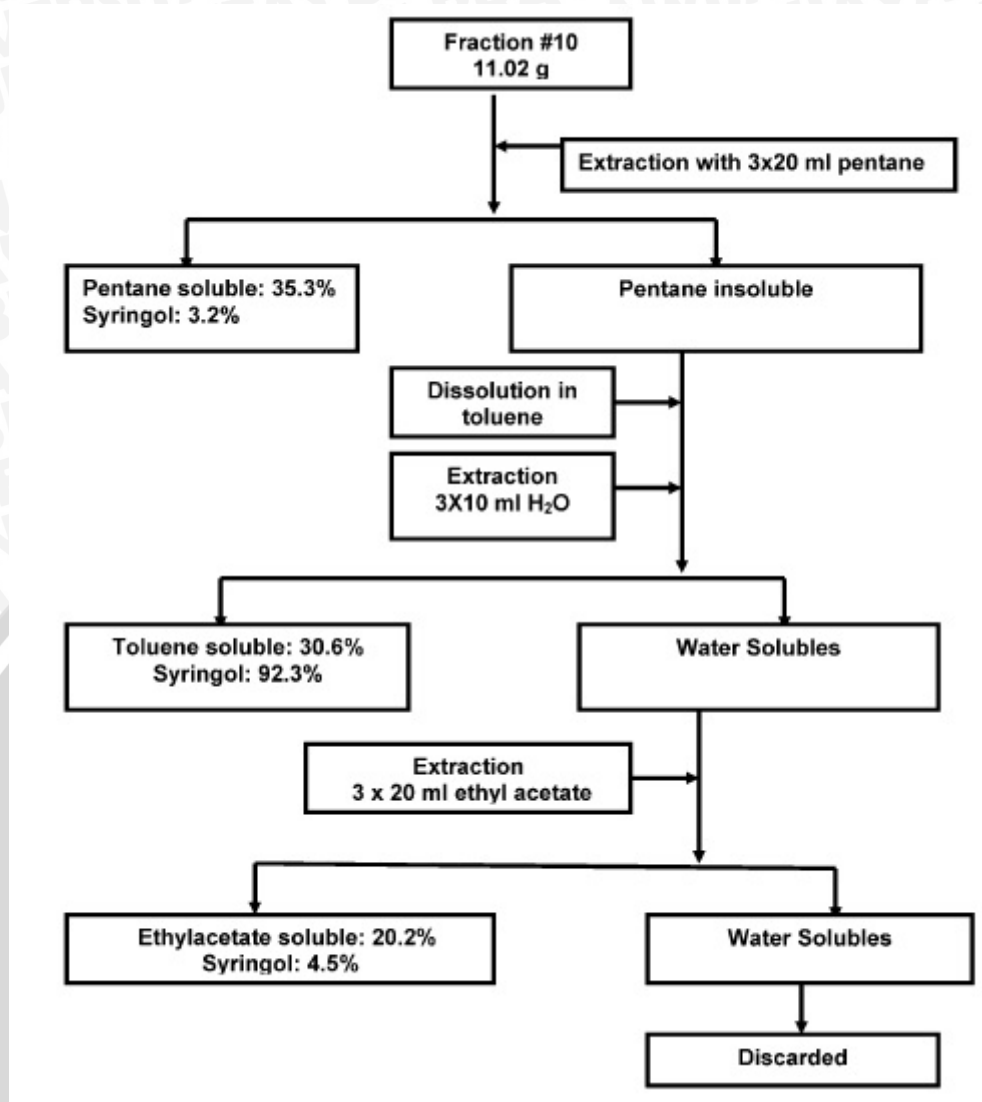 Fraction #10
11.02 g
Extraction with 3x20 ml pentane
Pentane soluble: 35.3%
Syringol: 3.2%
Pentane insoluble
Dissolution in
toluene
Extraction
3X10 ml H₂O
Toluene soluble: 30.6%
Syringol: 92.3%
Water Solubles
Extraction
3 x 20 ml ethyl acetate
Ethylacetate soluble: 20.2%
Syringol: 4.5%
Water Solubles
Discarded